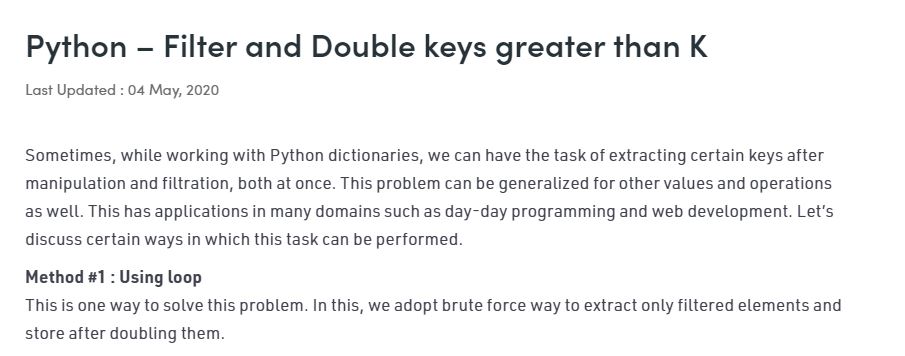 Python – Filter and Double keys greater than K
Last Updated : 04 May, 2020
Sometimes, while working with Python dictionaries, we can have the task of extracting certain keys after
manipulation and filtration, both at once. This problem can be generalized for other values and operations
as well. This has applications in many domains such as day-day programming and web development. Let’s
discuss certain ways in which this task can be performed.
Method #1 : Using loop
This is one way to solve this problem. In this, we adopt brute force way to extract only filtered elements and
store after doubling them.